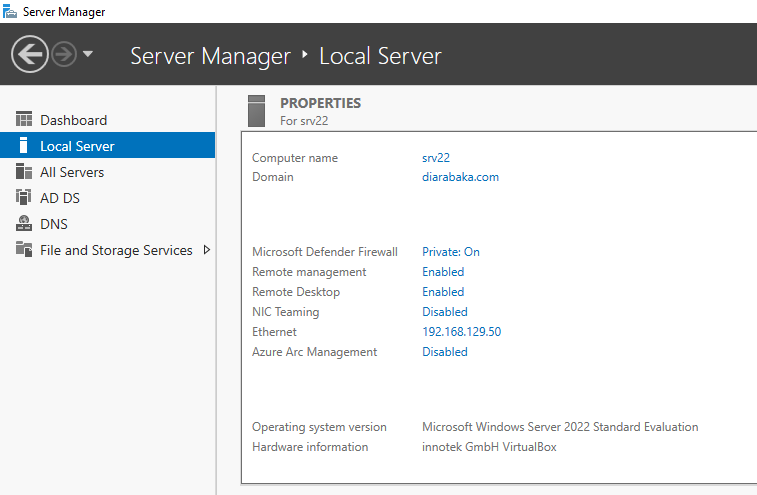 Server Manager
Server Manager ‣ Local Server
Dashboard
Local Server
All Servers
AD DS
DNS
File and Storage Services
PROPERTIES
For srv22
Computer name srv22
Domain diarabaka.com
Microsoft Defender Firewall Private: On
Remote management Enabled
Remote Desktop Enabled
NIC Teaming Disabled
Ethernet 192.168.129.50
Azure Arc Management Disabled
Operating system version Microsoft Windows Server 2022 Standard Evaluation
Hardware information innotek GmbH VirtualBox